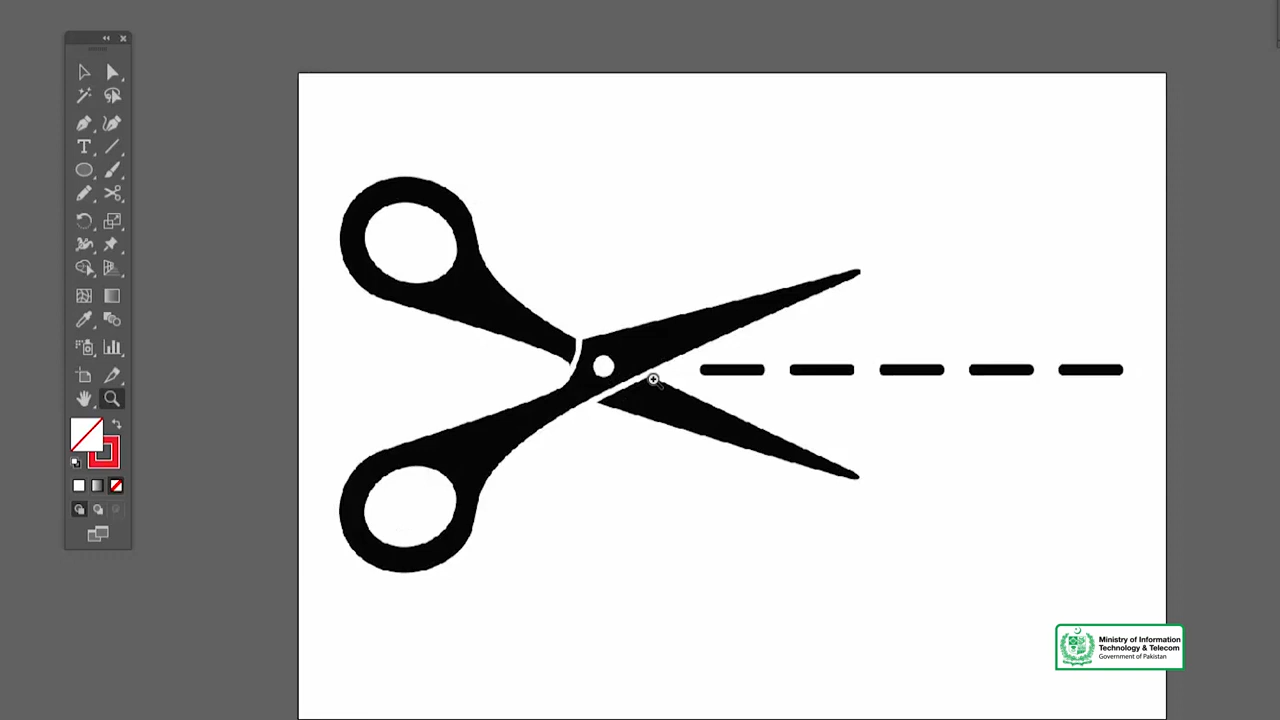 Ministry of Information
Technology & Telecom
Government of Pakistan